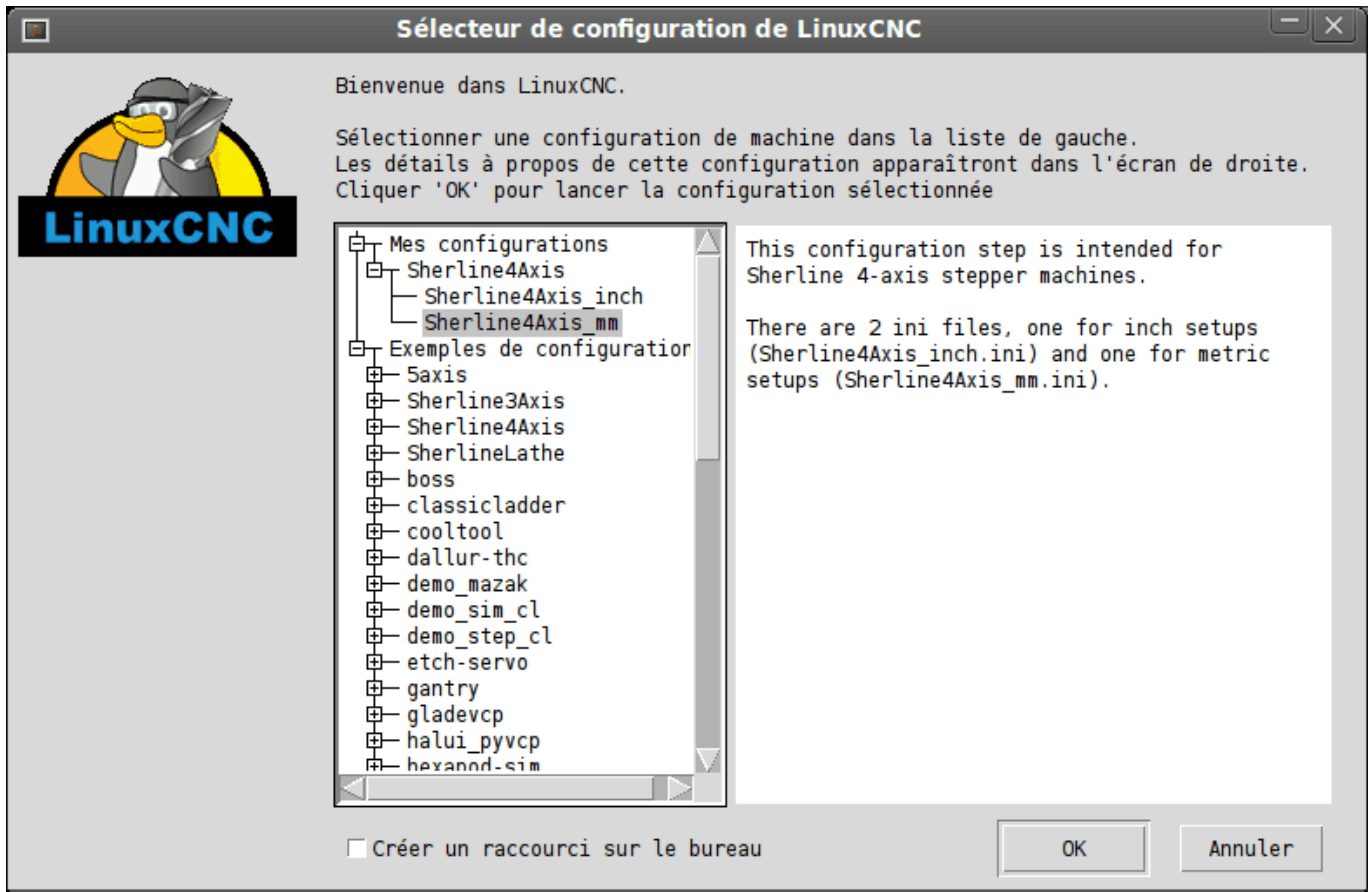 Sélecteur de configuration de LinuxCNC
LinuxCNC
Bienvenue dans LinuxCNC.
Sélectionner une configuration de machine dans la liste de gauche.
Les détails à propos de cette configuration apparaîtront dans l'écran de droite.
Cliquer 'OK' pour lancer la configuration sélectionnée
Mes configurations
Sherline4Axis
Sherline4Axis_inch
Sherline4Axis_mm
Exemples de configuration
5axis
Sherline3Axis
Sherline4Axis
SherlineLathe
boss
classicladder
cooltool
dallur-thc
demo_mazak
demo_sim_cl
demo_step_cl
etch-servo
gantry
gladevcp
halui_pyvcp
hexapod-sim
This configuration step is intended for
Sherline 4-axis stepper machines.
There are 2 ini files, one for inch setups
(Sherline4Axis_inch.ini) and one for metric
setups (Sherline4Axis_mm.ini).
Créer un raccourci sur le bureau
OK
Annuler